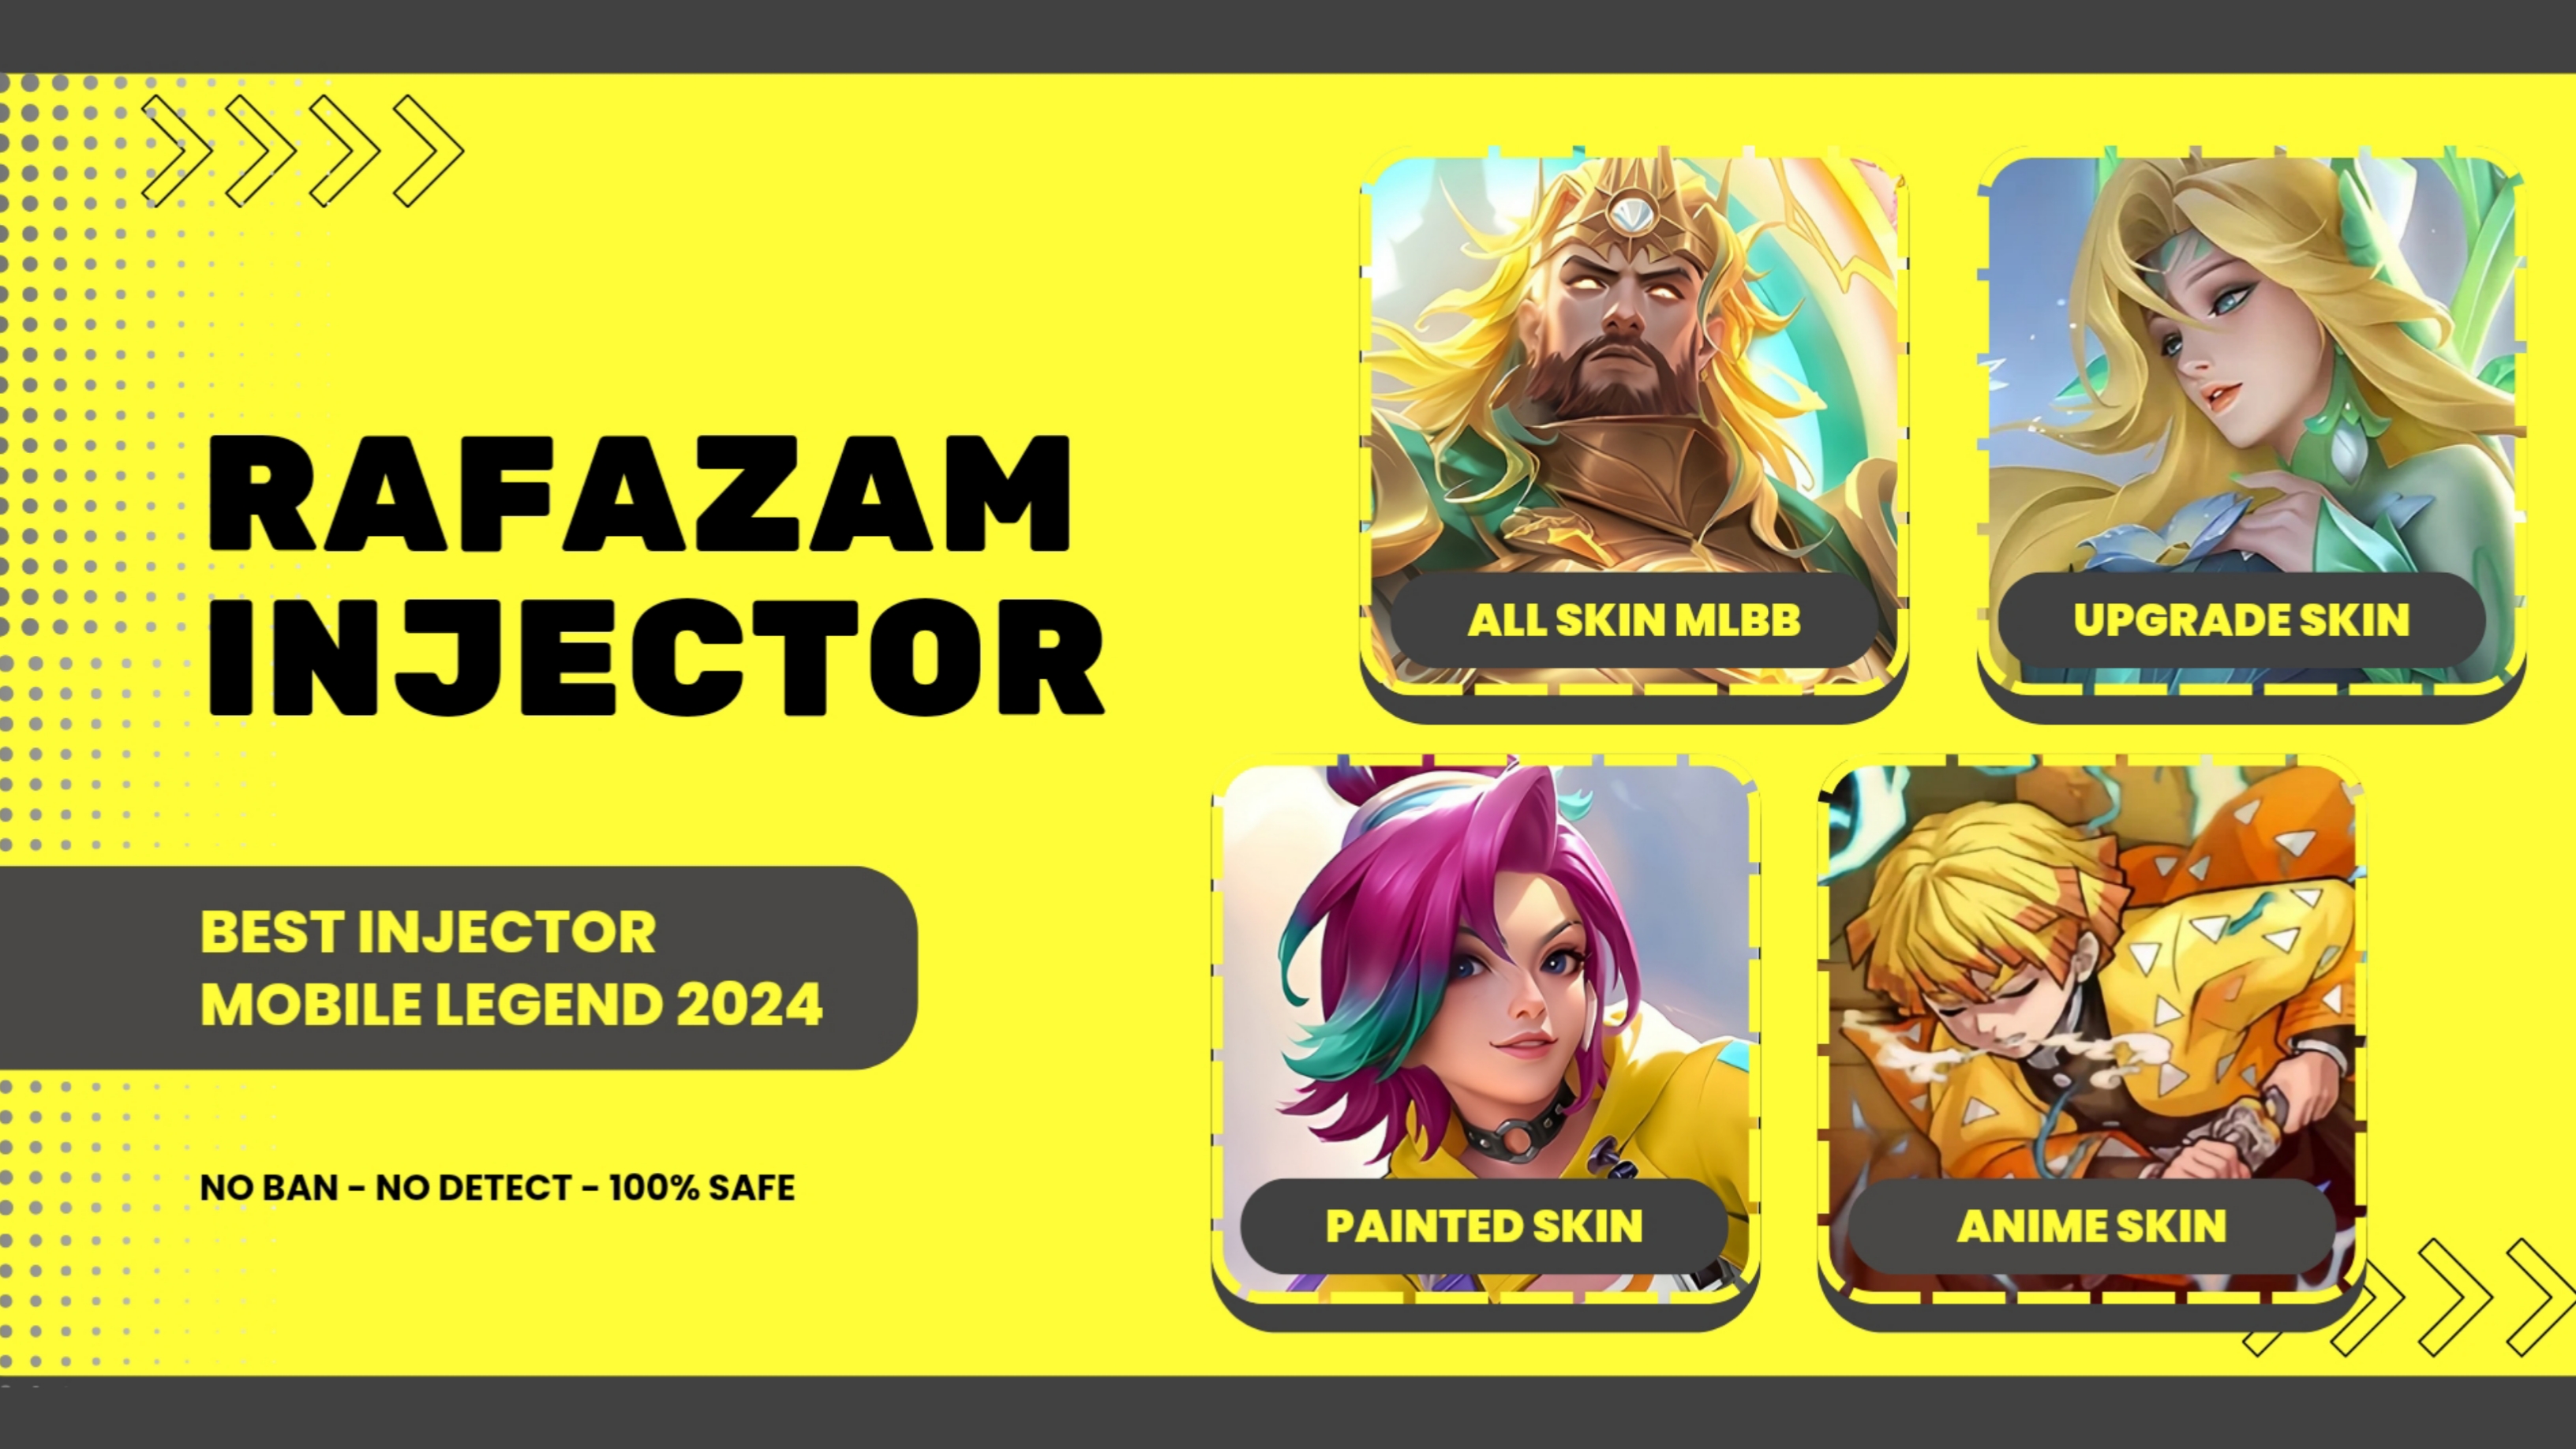 RAFAZAM
INJECTOR
BEST INJECTOR
MOBILE LEGEND 2024
NO BAN - NO DETECT - 100% SAFE
ALL SKIN MLBB
UPGRADE SKIN
PAINTED SKIN
ANIME SKIN